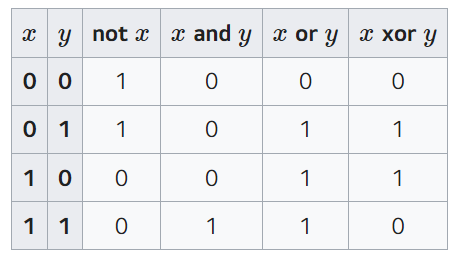 x y not x x and y x or y x xor y
0 0 1 0 0 0
0 1 1 0 1 1
1 0 0 0 1 1
1 1 0 1 1 0